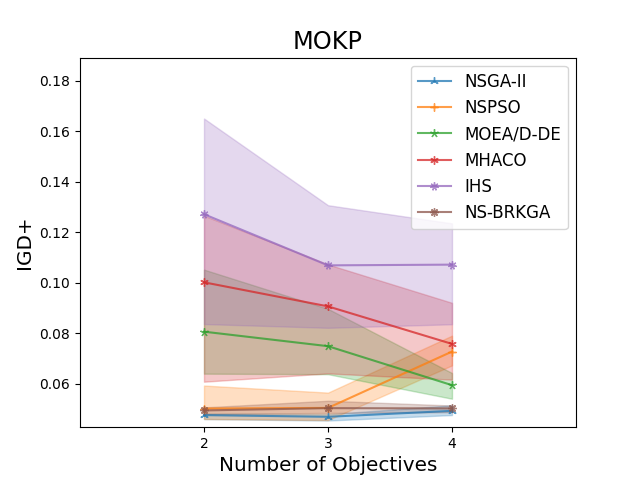 MOKP
0.18
0.16
0.14
0.12
0.10
0.08
0.06
IGD+
2
3
4
Number of Objectives
NSGA-II
NSPSO
MOEA/D-DE
MHACO
IHS
NS-BRKGA